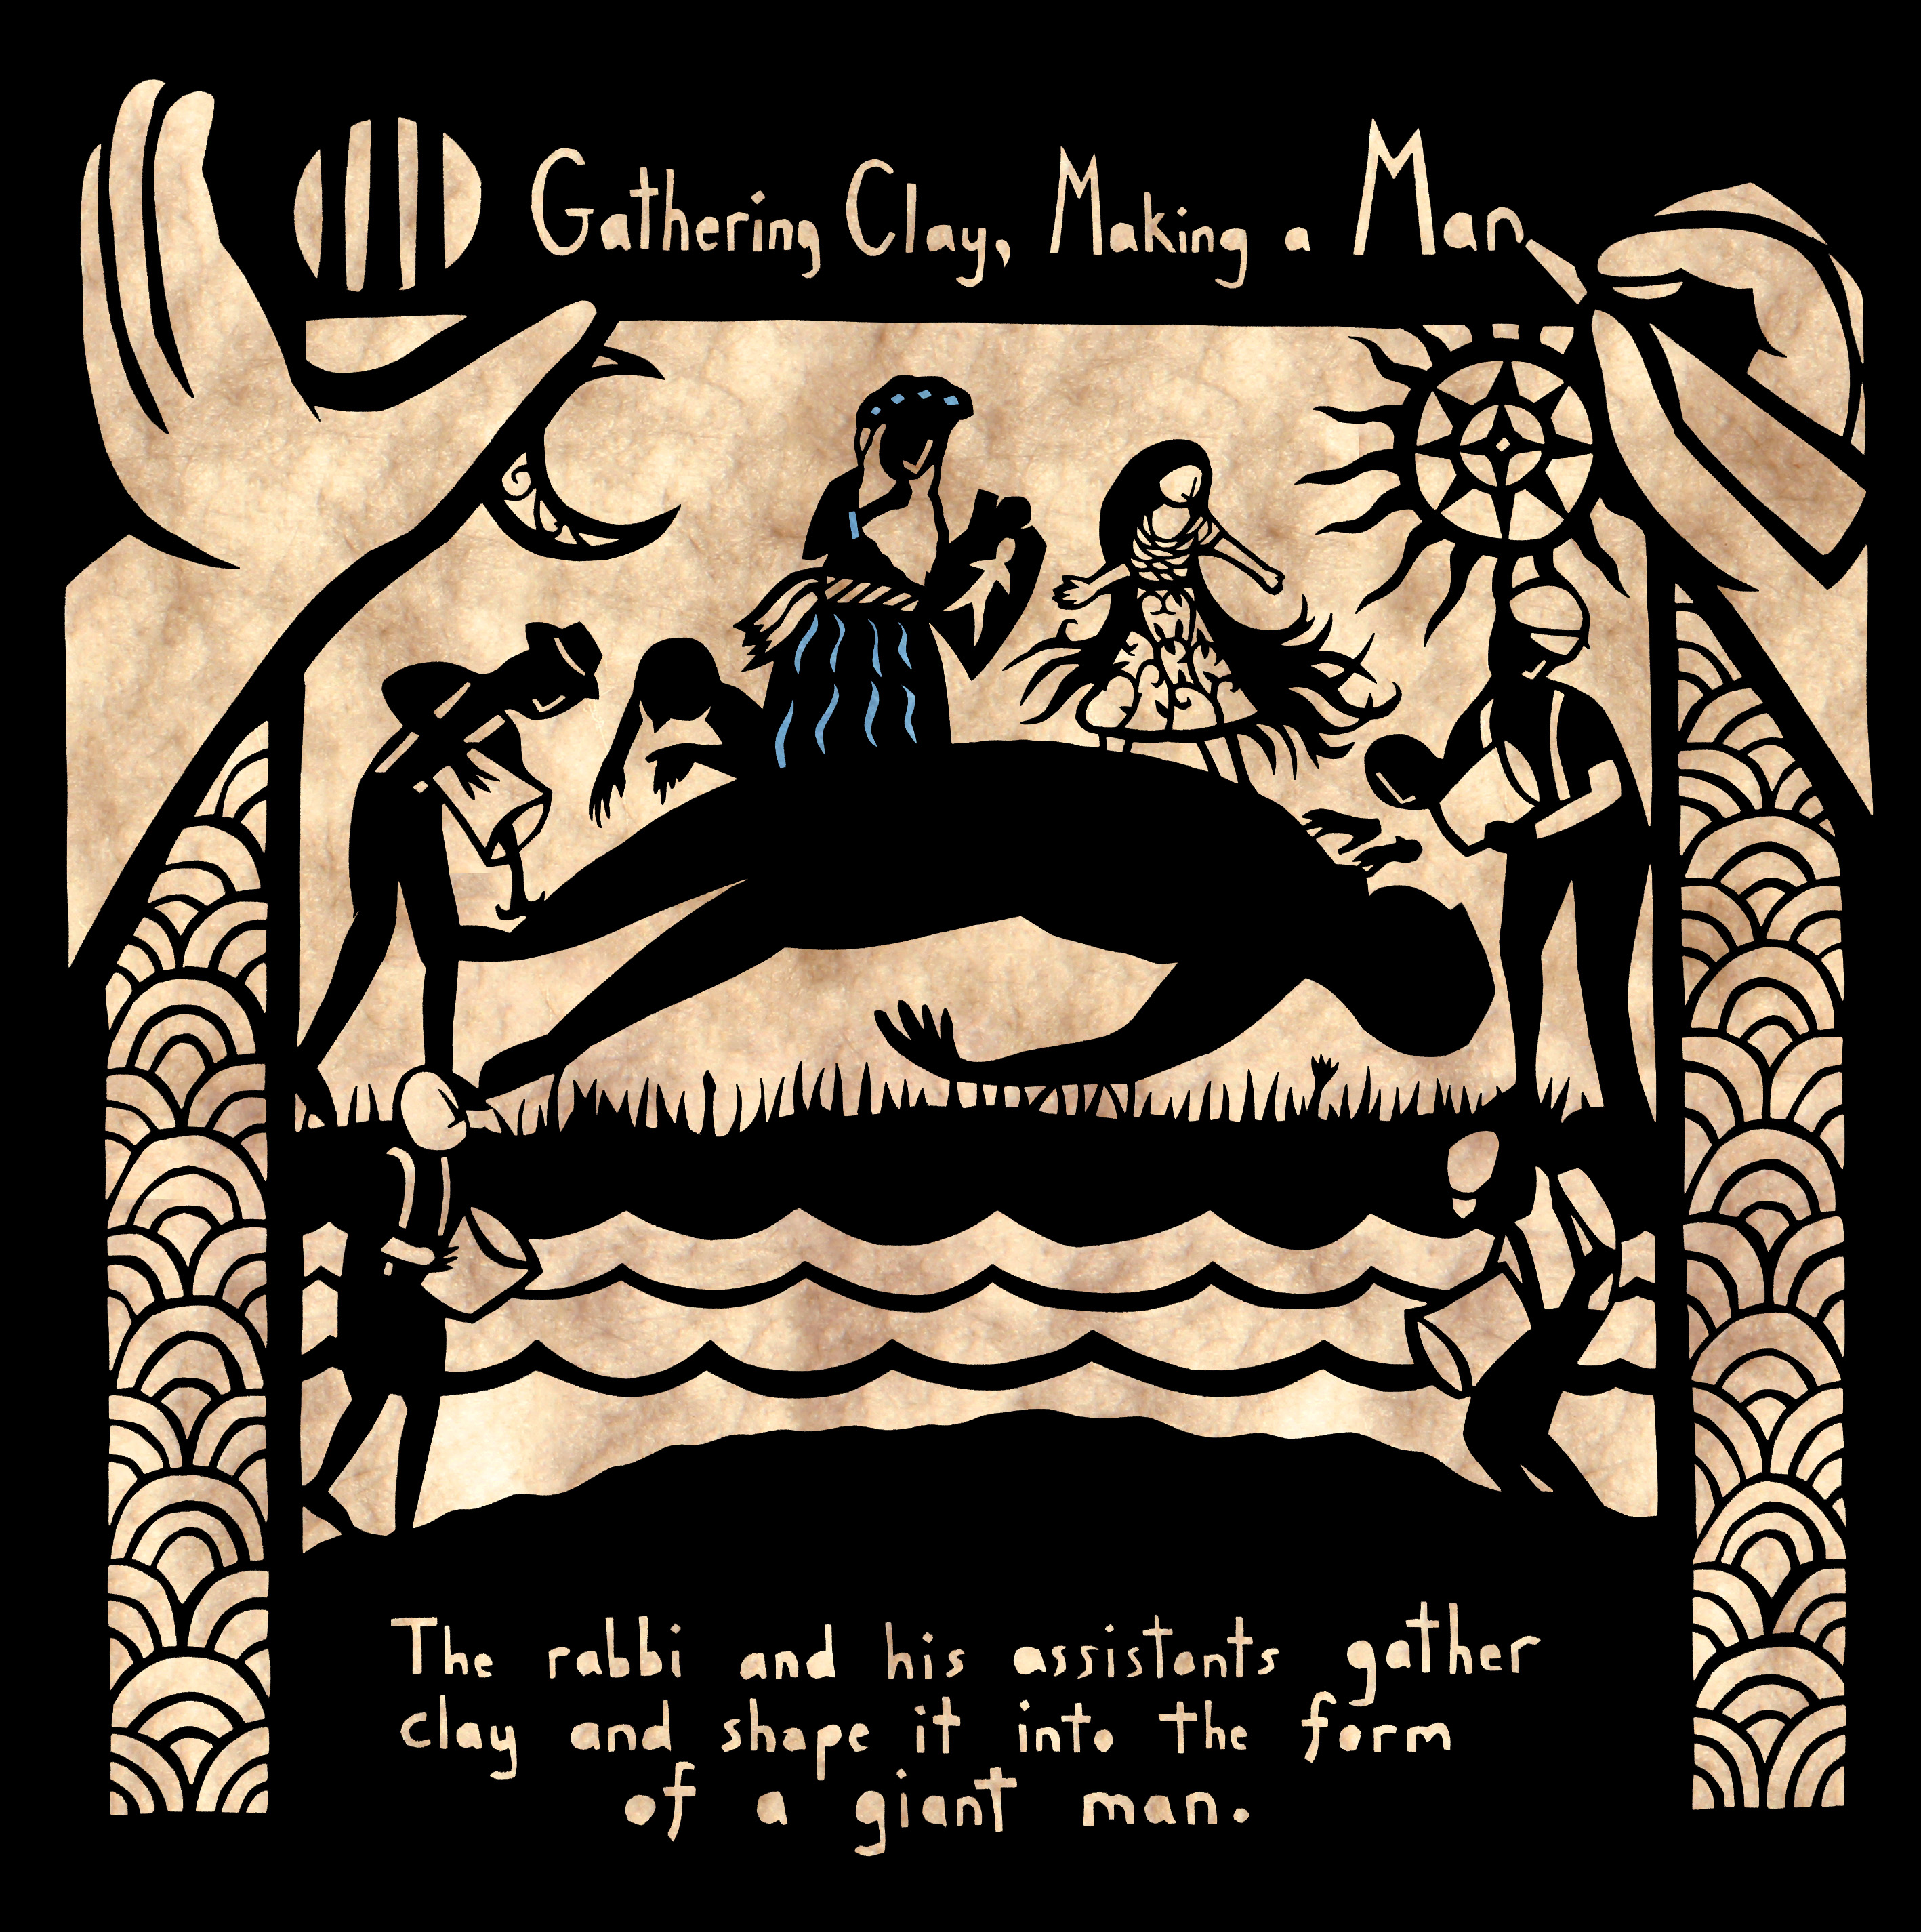 Gathering Clay, Making a Man
The rabbi and his assistants gather
clay and shape it into the form
of a giant man.